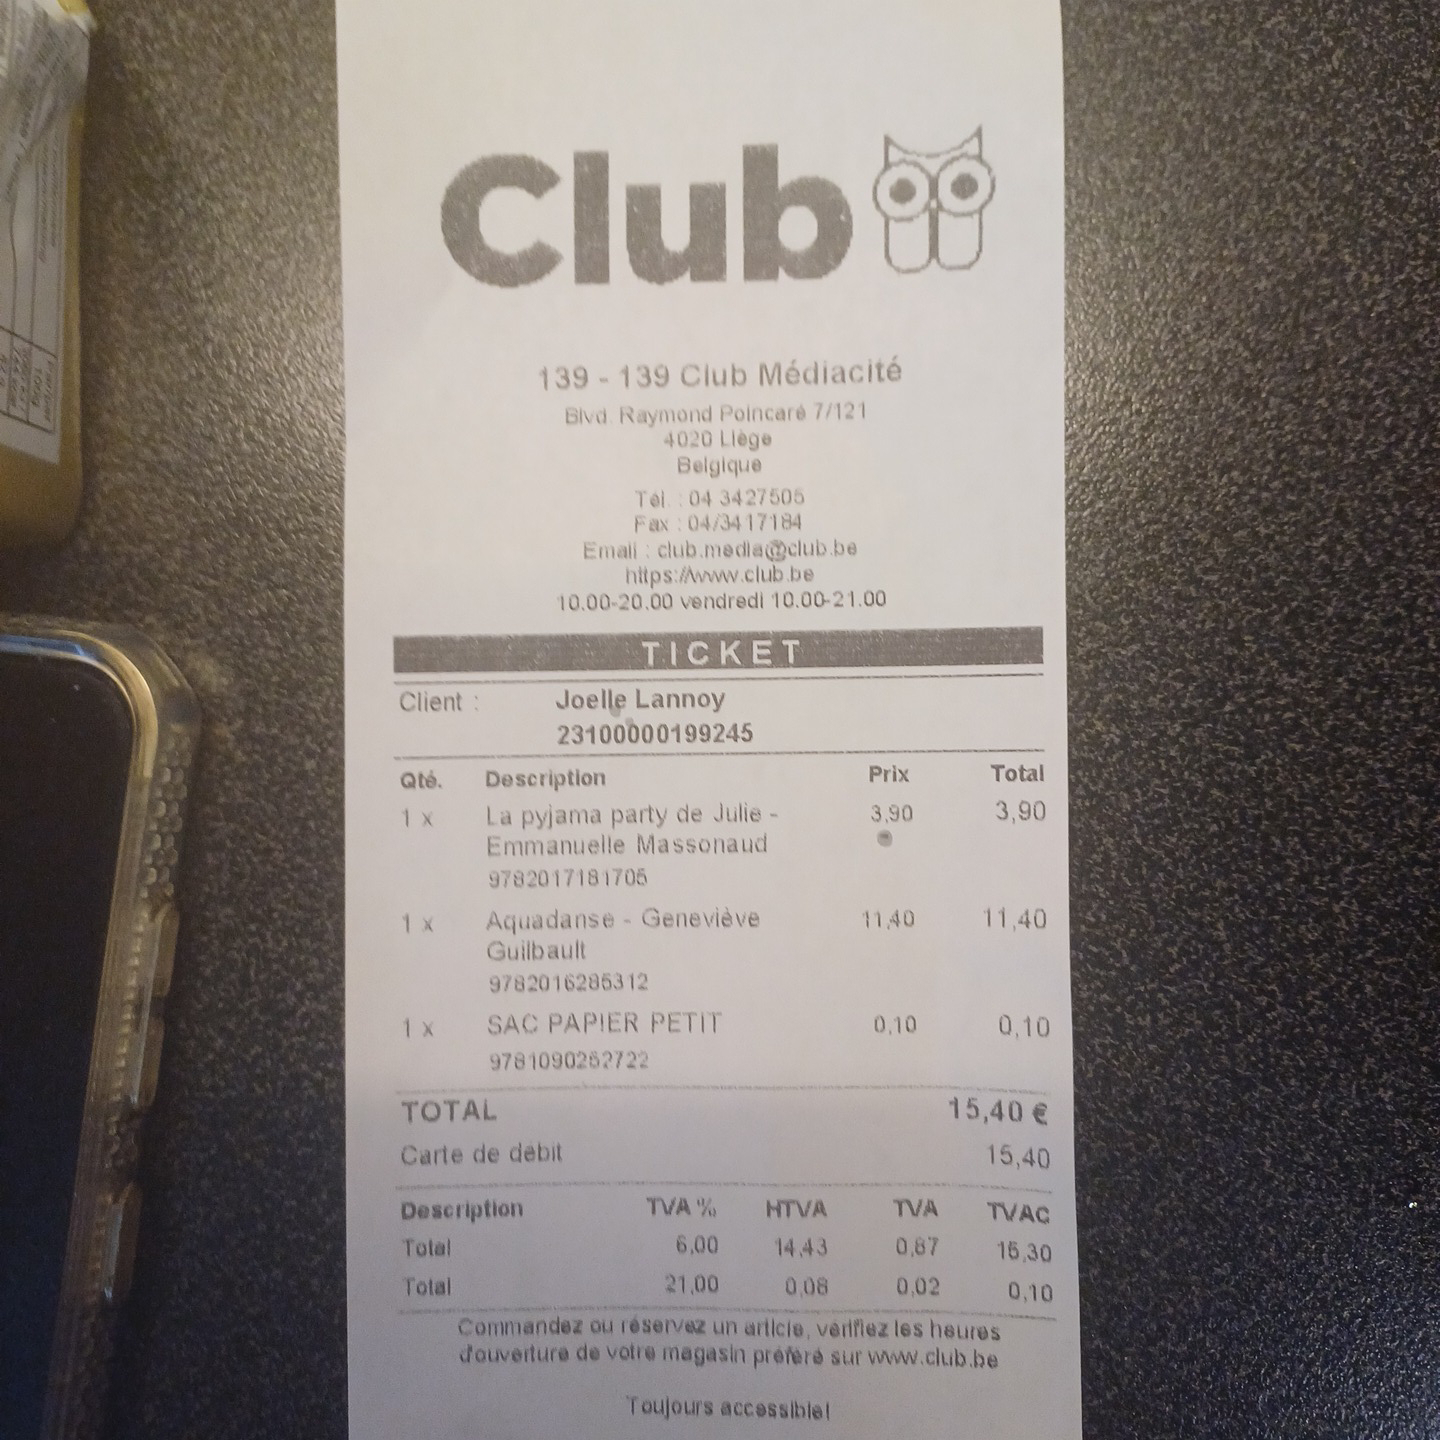 Club
139 - 139 Club Médiacité
Blvd. Raymond Poincaré 7/121
4020 Liège
Belgique
Tél. : 04 3427505
Fax : 04/3417184
Email : club.media@club.be
https://www.club.be
10.00-20.00 vendredi 10.00-21.00
TICKET
Client : Joelle Lannoy
23100000199245
Qté. Description Prix Total
1 x La pyjama party de Julie - 3,90 3,90
Emmanuelle Massonaud
9782017181705
1 x Aquadanse - Geneviève 11,40 11,40
Guilbault
9782016285312
1 x SAC PAPIER PETIT 0,10 0,10
9781090262722
TOTAL 15,40 €
Carte de débit 15,40
Description TVA % HTVA TVA TVAC
Total 6,00 14,43 0,87 15,30
Total 21,00 0,08 0,02 0,10
Commandez ou réservez un article, vérifiez les heures
d'ouverture de votre magasin préféré sur www.club.be
Toujours accessible!